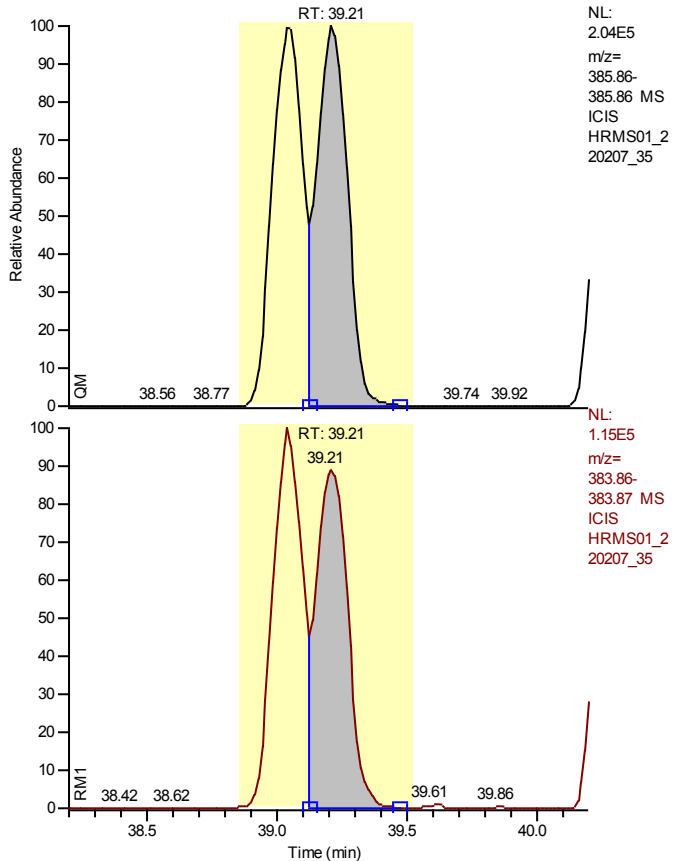 RT: 39.21
100
90
80
70
60
50
40
30
20
10
0
Relative Abundance
QM
38.56 38.77 39.74 39.92
NL:
2.04E5
m/z=
385.86-
385.86 MS
ICIS
HRMS01_2
20207_35
RT: 39.21
39.21
100
90
80
70
60
50
40
30
20
10
0
RM1
38.42 38.62 39.61 39.86
NL:
1.15E5
m/z=
383.86-
383.87 MS
ICIS
HRMS01_2
20207_35
38.5 39.0 39.5 40.0
Time (min)